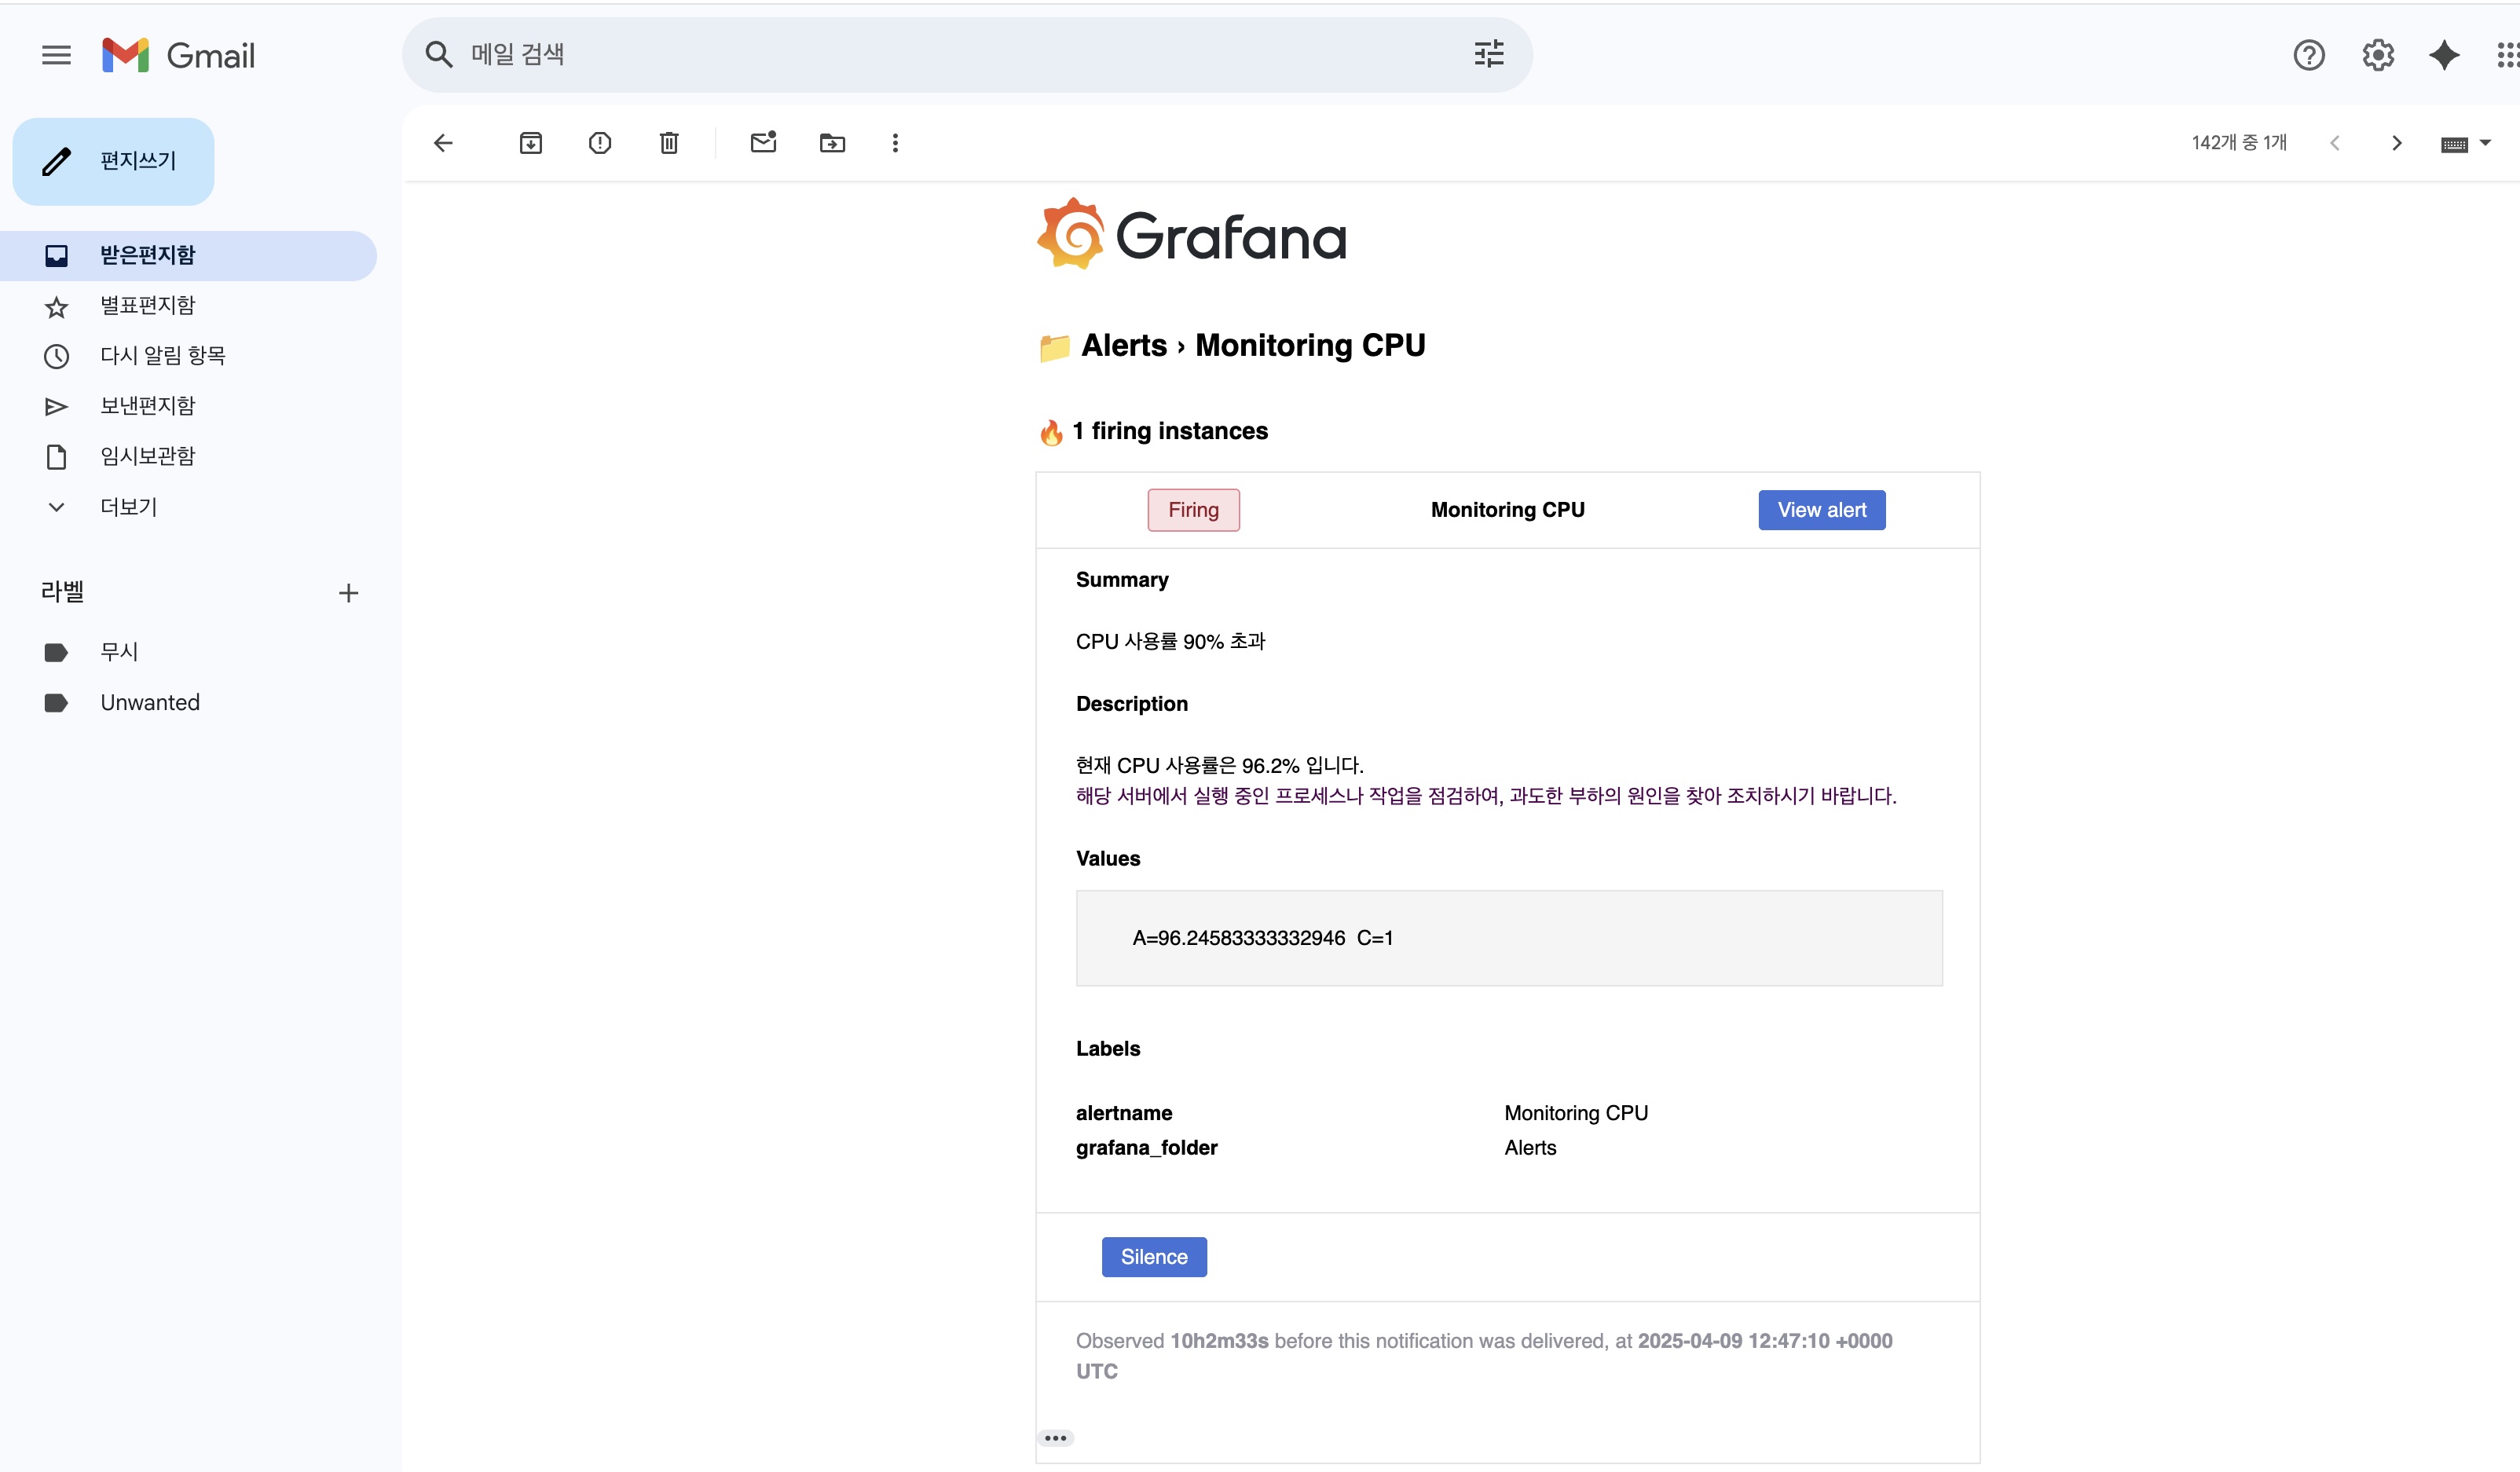 Gmail
메일 검색
편지쓰기
142개 중 1개
받은편지함
별표편지함
다시 알림 항목
보낸편지함
임시보관함
더보기
라벨
무시
Unwanted
Grafana
Alerts › Monitoring CPU
1 firing instances
Firing Monitoring CPU View alert
Summary
CPU 사용률 90% 초과
Description
현재 CPU 사용률은 96.2% 입니다.
해당 서버에서 실행 중인 프로세스나 작업을 점검하여, 과도한 부하의 원인을 찾아 조치하시기 바랍니다.
Values
A=96.24583333332946 C=1
Labels
alertname Monitoring CPU
grafana_folder Alerts
Silence
Observed 10h2m33s before this notification was delivered, at 2025-04-09 12:47:10 +0000
UTC